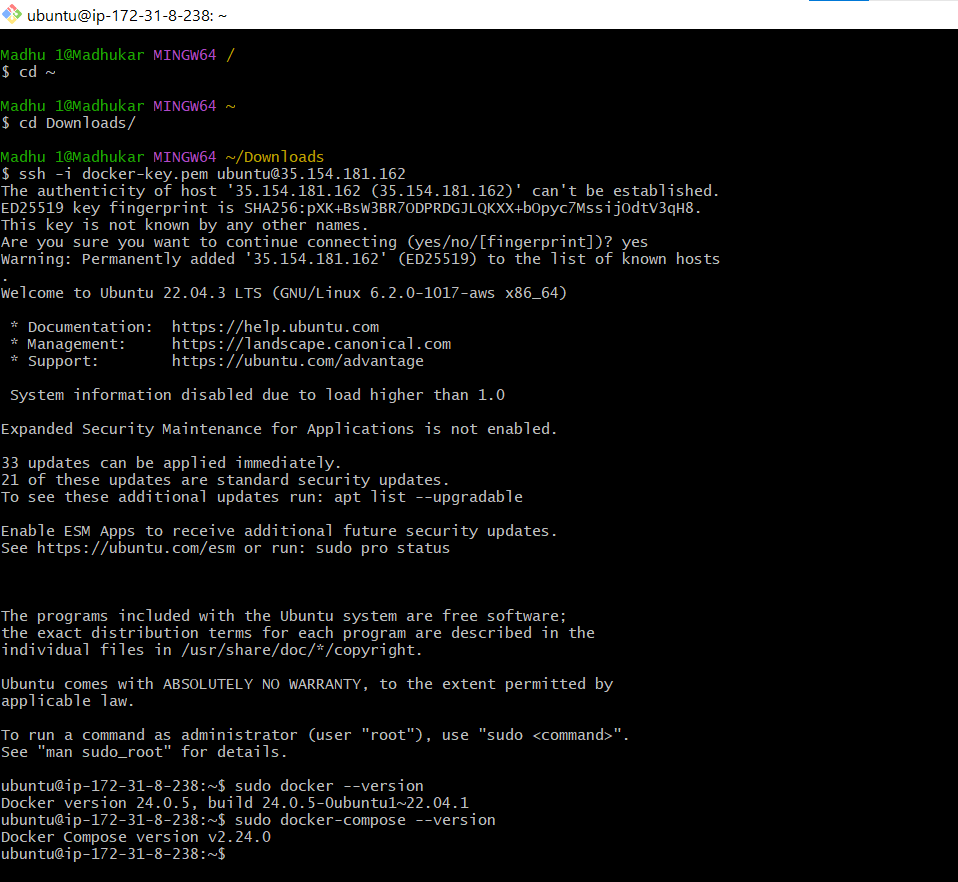 ubuntu@ip-172-31-8-238: ~
Madhu 1@Madhukar MINGW64 /
$ cd ~
Madhu 1@Madhukar MINGW64 ~
$ cd Downloads/
Madhu 1@Madhukar MINGW64 ~/Downloads
$ ssh -i docker-key.pem ubuntu@35.154.181.162
The authenticity of host '35.154.181.162 (35.154.181.162)' can't be established.
ED25519 key fingerprint is SHA256:pXK+BsW3BR7ODPRDGJLQKXX+bOpyc7MssijOdtV3qH8.
This key is not known by any other names.
Are you sure you want to continue connecting (yes/no/[fingerprint])? yes
Warning: Permanently added '35.154.181.162' (ED25519) to the list of known hosts
.
Welcome to Ubuntu 22.04.3 LTS (GNU/Linux 6.2.0-1017-aws x86_64)
* Documentation:  https://help.ubuntu.com
* Management:     https://landscape.canonical.com
* Support:        https://ubuntu.com/advantage
System information disabled due to load higher than 1.0
Expanded Security Maintenance for Applications is not enabled.
33 updates can be applied immediately.
21 of these updates are standard security updates.
To see these additional updates run: apt list --upgradable
Enable ESM Apps to receive additional future security updates.
See https://ubuntu.com/esm or run: sudo pro status
The programs included with the Ubuntu system are free software;
the exact distribution terms for each program are described in the
individual files in /usr/share/doc/*/copyright.
Ubuntu comes with ABSOLUTELY NO WARRANTY, to the extent permitted by
applicable law.
To run a command as administrator (user "root"), use "sudo <command>".
See "man sudo_root" for details.
ubuntu@ip-172-31-8-238:~$ sudo docker --version
Docker version 24.0.5, build 24.0.5-0ubuntu1~22.04.1
ubuntu@ip-172-31-8-238:~$ sudo docker-compose --version
Docker Compose version v2.24.0
ubuntu@ip-172-31-8-238:~$